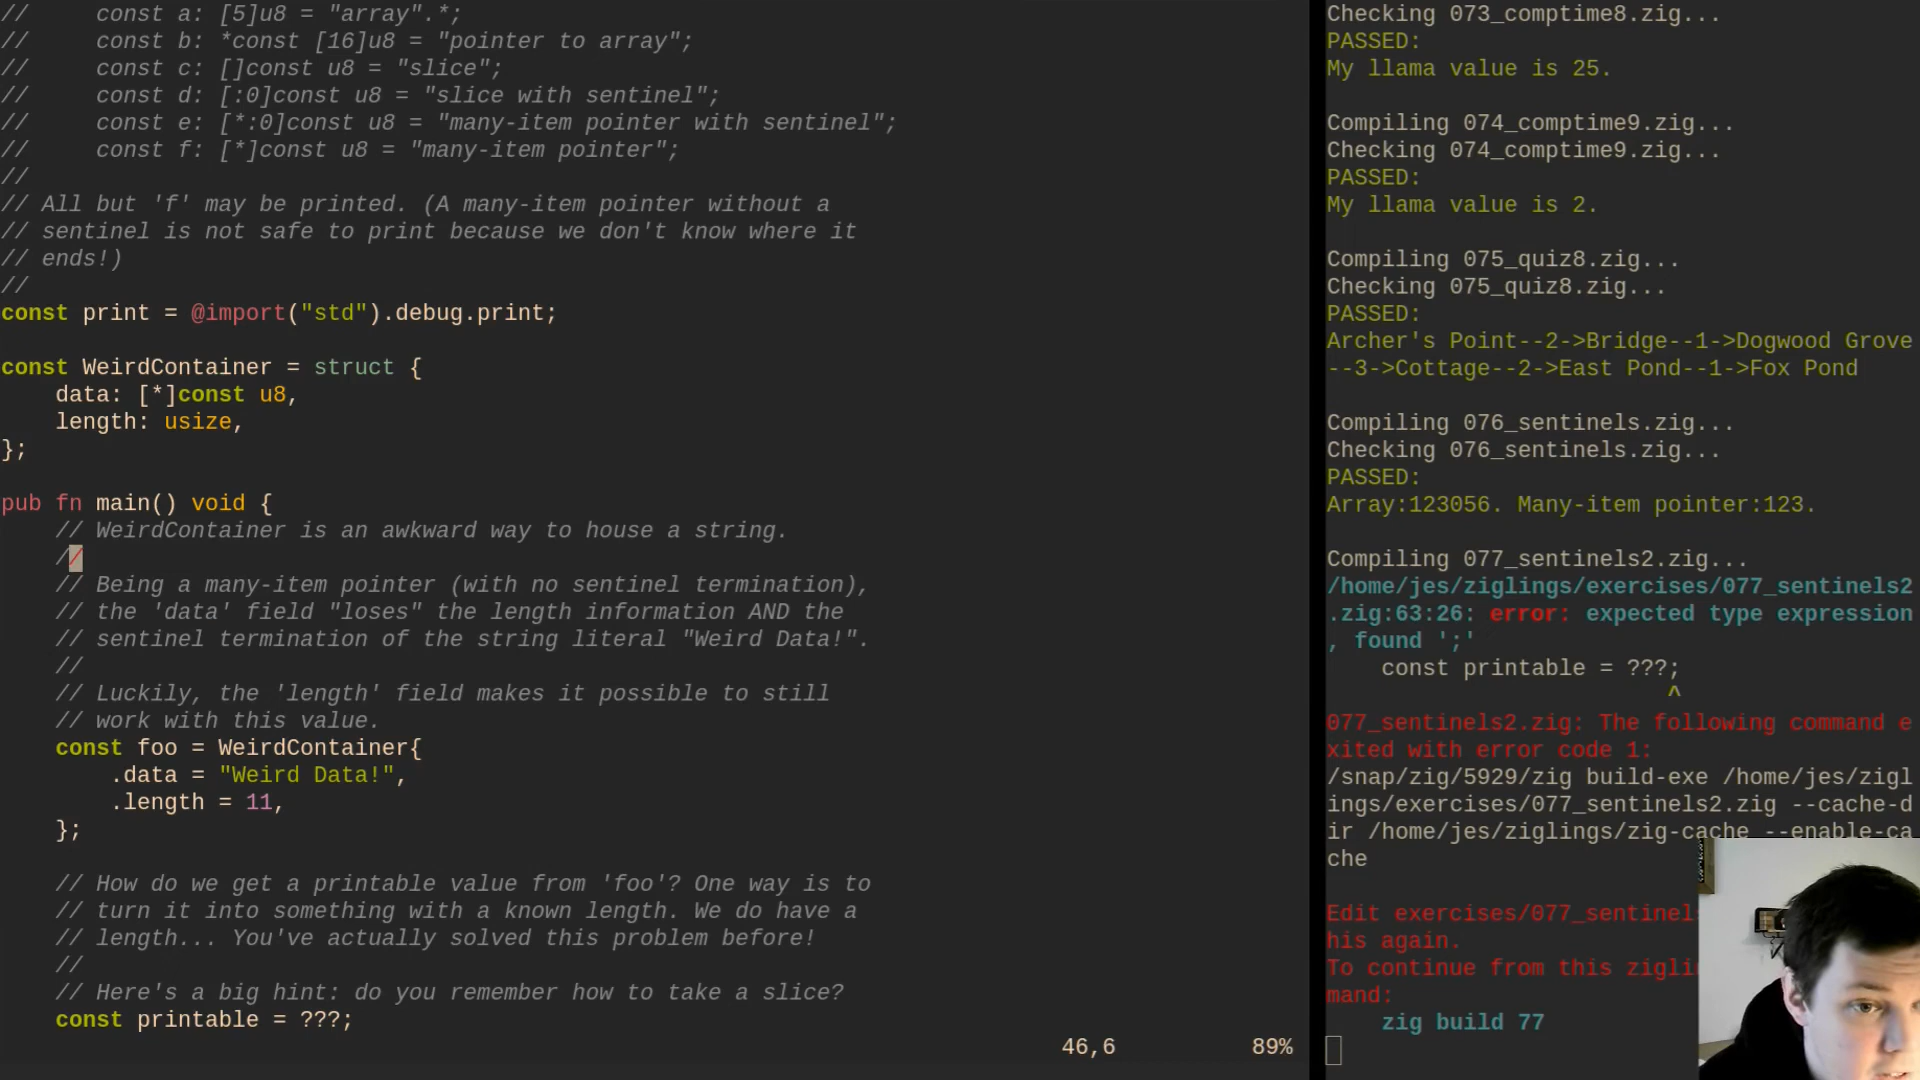 //     const a: [5]u8 = "array".*;
//     const b: *const [16]u8 = "pointer to array";
//     const c: []const u8 = "slice";
//     const d: [:0]const u8 = "slice with sentinel";
//     const e: [*:0]const u8 = "many-item pointer with sentinel";
//     const f: [*]const u8 = "many-item pointer";
//
// All but 'f' may be printed. (A many-item pointer without a
// sentinel is not safe to print because we don't know where it
// ends!)
//
const print = @import("std").debug.print;

const WeirdContainer = struct {
    data: [*]const u8,
    length: usize,
};

pub fn main() void {
    // WeirdContainer is an awkward way to house a string.
    //
    // Being a many-item pointer (with no sentinel termination),
    // the 'data' field "loses" the length information AND the
    // sentinel termination of the string literal "Weird Data!".
    //
    // Luckily, the 'length' field makes it possible to still
    // work with this value.
    const foo = WeirdContainer{
        .data = "Weird Data!",
        .length = 11,
    };

    // How do we get a printable value from 'foo'? One way is to
    // turn it into something with a known length. We do have a
    // length... You've actually solved this problem before!
    //
    // Here's a big hint: do you remember how to take a slice?
    const printable = ???;
46,6          89%
Checking 073_comptime8.zig...
PASSED:
My llama value is 25.

Compiling 074_comptime9.zig...
Checking 074_comptime9.zig...
PASSED:
My llama value is 2.

Compiling 075_quiz8.zig...
Checking 075_quiz8.zig...
PASSED:
Archer's Point--2->Bridge--1->Dogwood Grove
--3->Cottage--2->East Pond--1->Fox Pond

Compiling 076_sentinels.zig...
Checking 076_sentinels.zig...
PASSED:
Array:123056. Many-item pointer:123.

Compiling 077_sentinels2.zig...
/home/jes/ziglings/exercises/077_sentinels2
.zig:63:26: error: expected type expression
, found ';'
    const printable = ???;
                         ^
077_sentinels2.zig: The following command e
xited with error code 1:
/snap/zig/5929/zig build-exe /home/jes/zigl
ings/exercises/077_sentinels2.zig --cache-d
ir /home/jes/ziglings/zig-cache --enable-ca
che

Edit exercises/077_sentinel
his again.
To continue from this zigli
mand:
    zig build 77